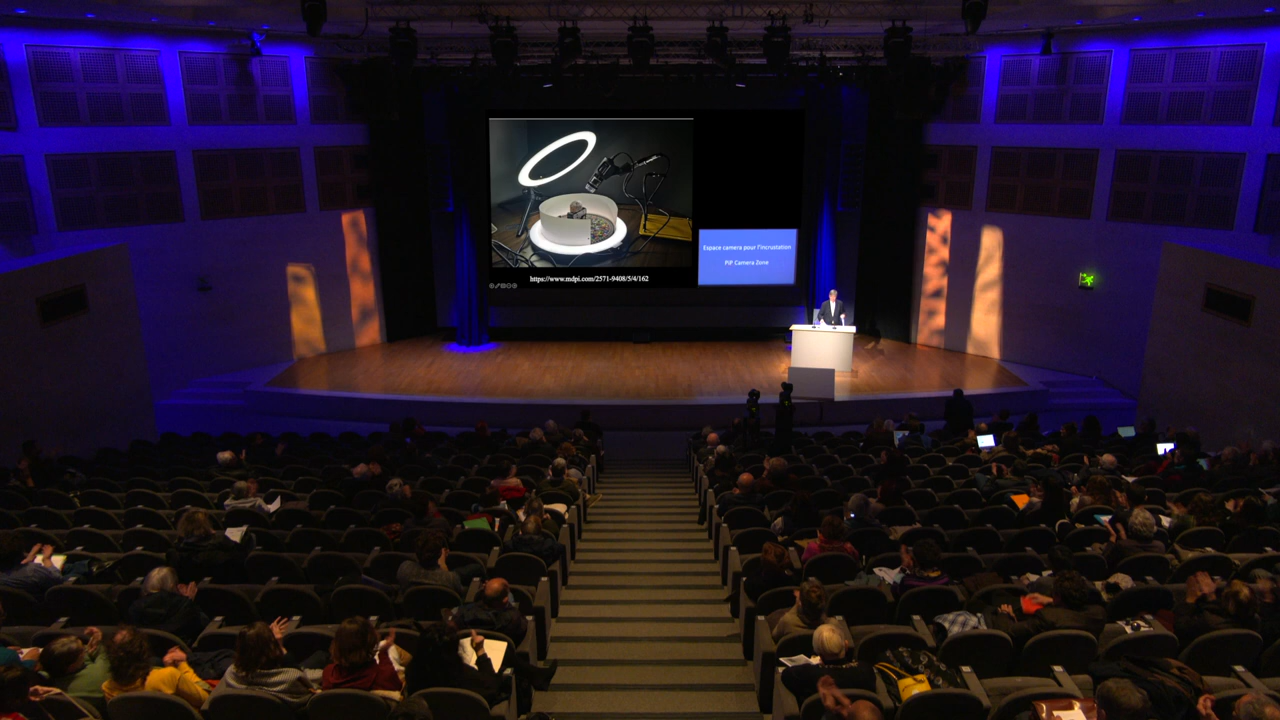 https://www.mdpi.com/2571-9408/5/4/162
Espace camera pour l'incrustation
PiP Camera Zone